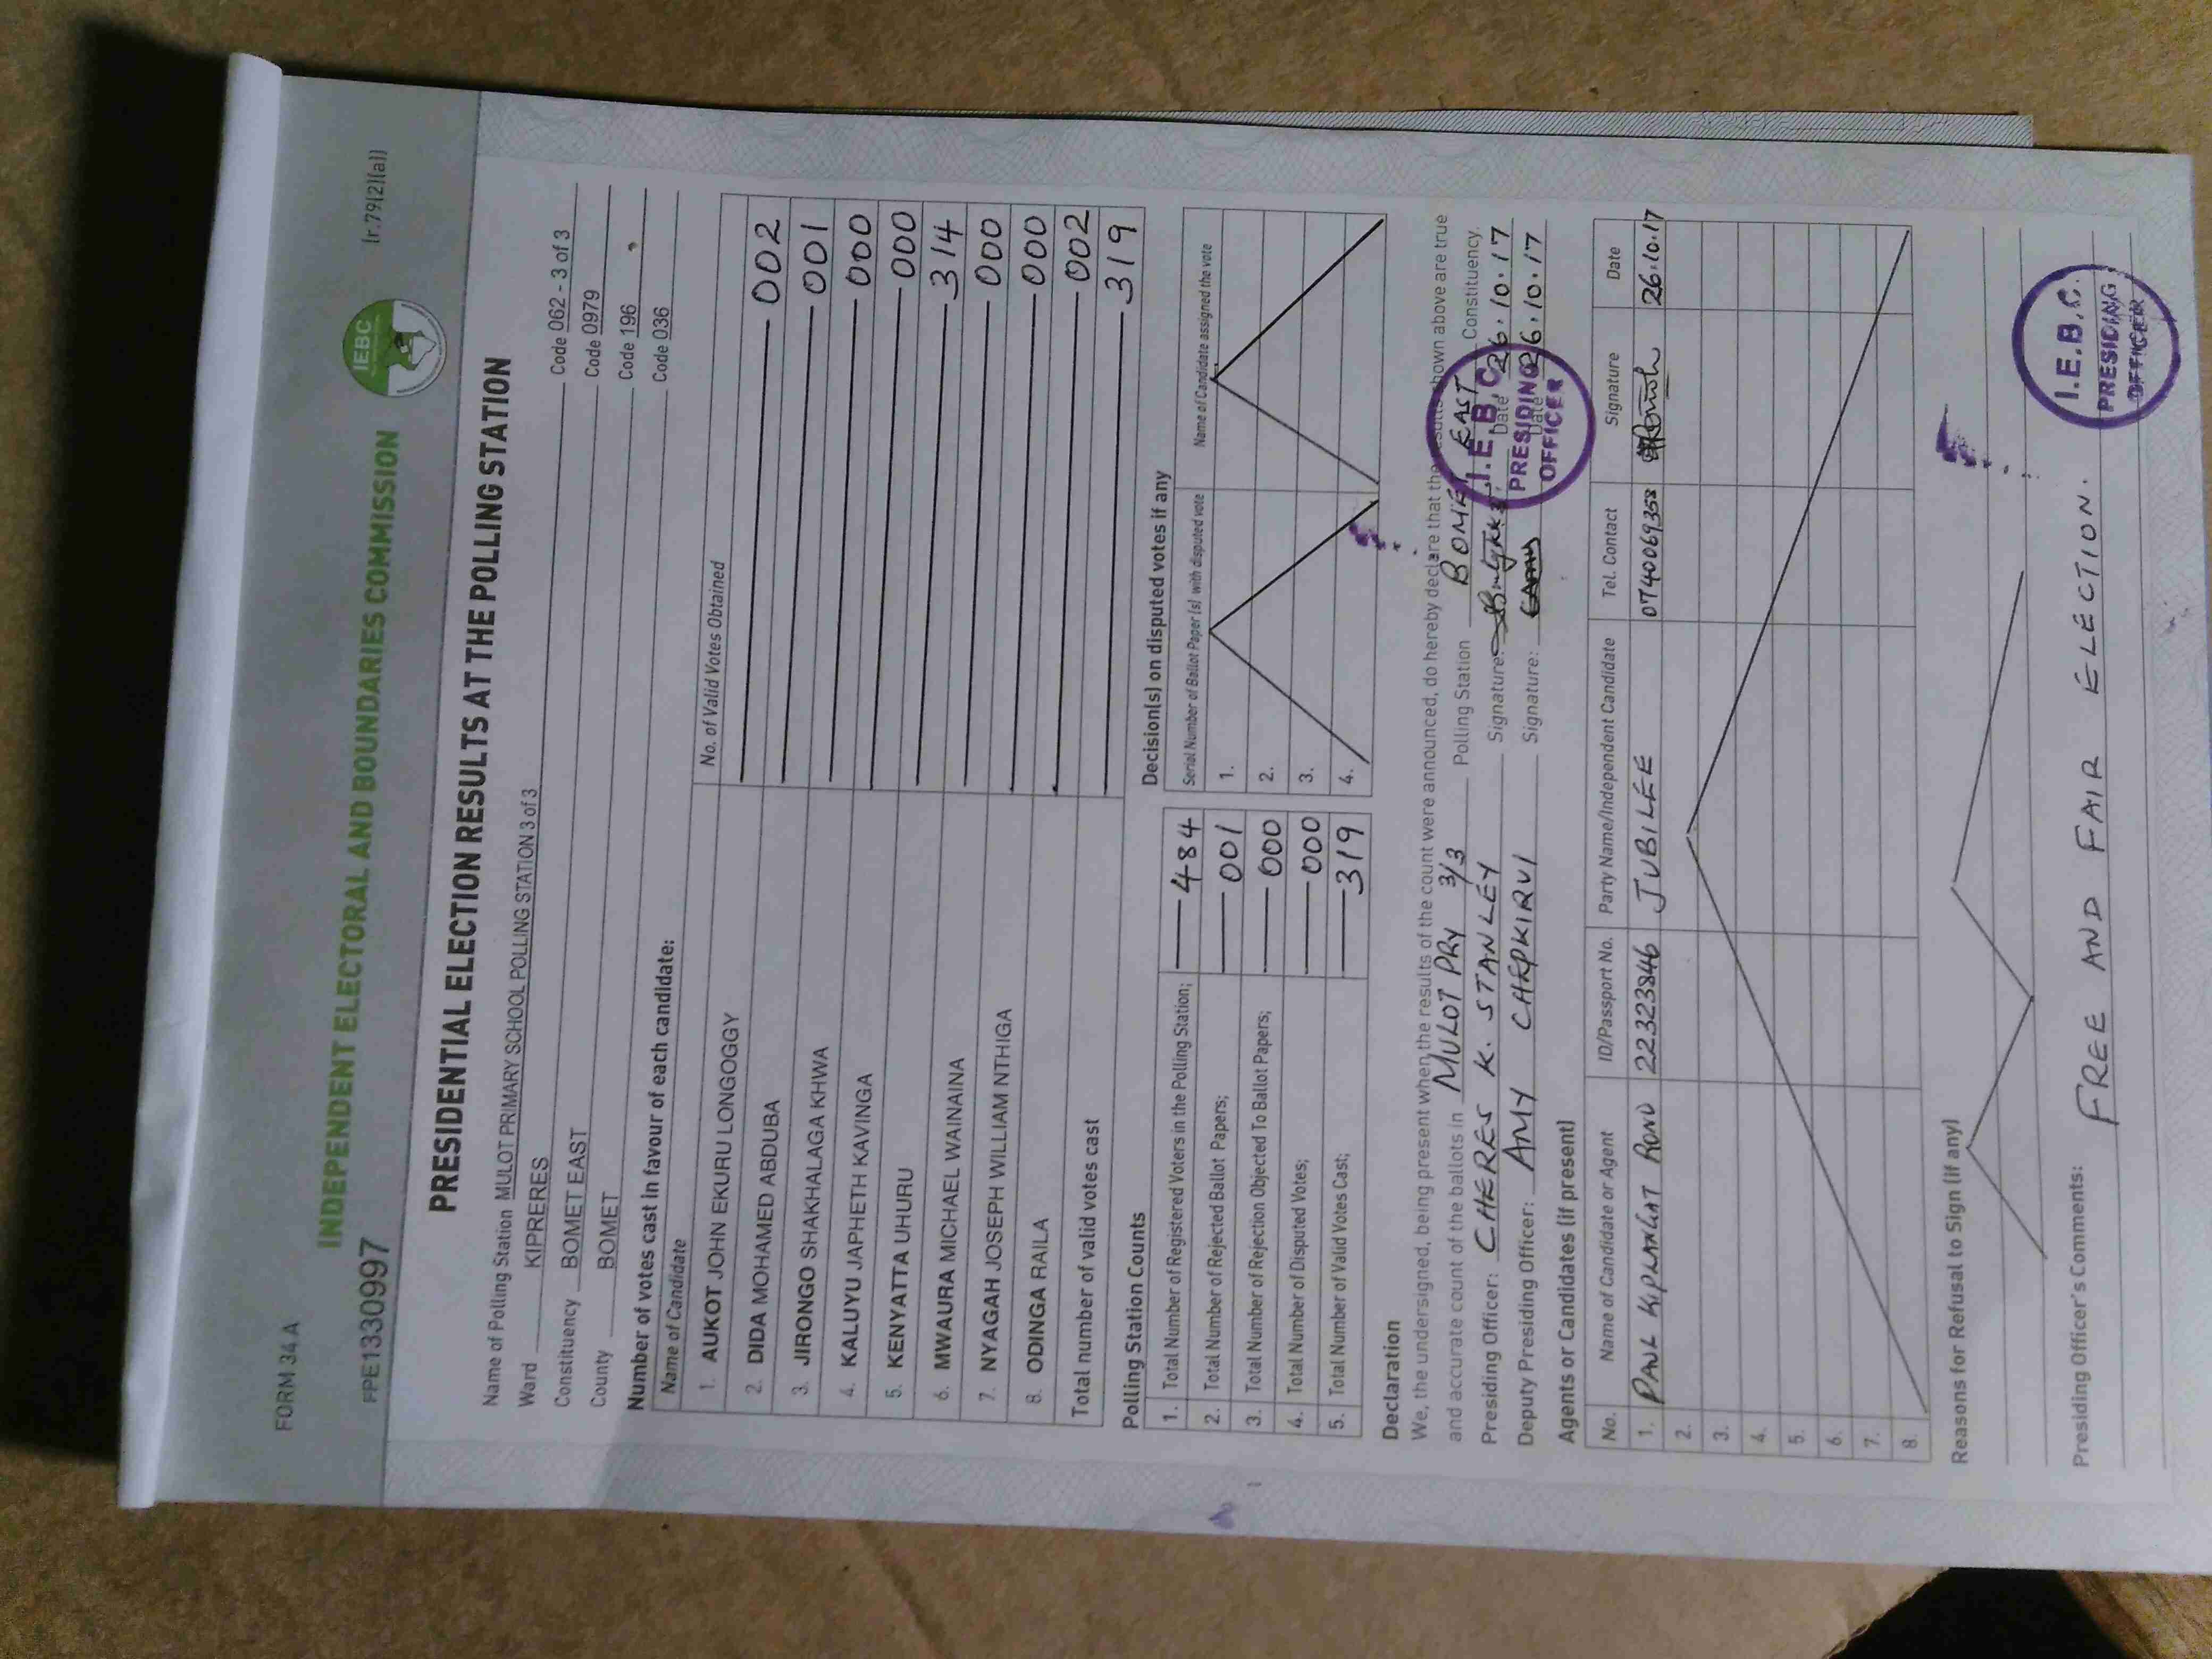 FORM 34 A
(r.79(2)(a))
INDEPENDENT ELECTORAL AND BOUNDARIES COMMISSION
IEBC
FPE1330997
PRESIDENTIAL ELECTION RESULTS AT THE POLLING STATION
Name of Polling Station MULOT PRIMARY SCHOOL POLLING STATION 3 of 3 Code 062 - 3 of 3
Ward KIPRERES Code 0979
Constituency BOMET EAST Code 196
County BOMET Code 036
Number of votes cast in favour of each candidate:
Name of Candidate No. of Valid Votes Obtained
1. AUKOT JOHN EKURU LONGOGGY 002
2. DIDA MOHAMED ABDUBA 001
3. JIRONGO SHAKHALAGA KHWA 000
4. KALUYU JAPHETH KAVINGA 000
5. KENYATTA UHURU 314
6. MWAURA MICHAEL WAINAINA 000
7. NYAGAH JOSEPH WILLIAM NTHIGA 000
8. ODINGA RAILA 002
Total number of valid votes cast 319
Polling Station Counts
1. Total Number of Registered Voters in the Polling Station; 484
2. Total Number of Rejected Ballot Papers; 001
3. Total Number of Rejection Objected To Ballot Papers; 000
4. Total Number of Disputed Votes; 000
5. Total Number of Valid Votes Cast; 319
Decision(s) on disputed votes if any
Serial Number of Ballot Paper (s) with disputed vote Name of Candidate assigned the vote
1.
2.
3.
4.
Declaration
We, the undersigned, being present when the results of the count were announced, do hereby declare that the results shown above are true
and accurate count of the ballots in MULOT PRY 3/3 Polling Station BOMET EAST Constituency.
Presiding Officer: CHERES K. STANLEY Signature: Date 26.10.17
Deputy Presiding Officer: AMY CHEPKIRUI Signature: Date 26.10.17
I.E.B.C.
PRESIDING
OFFICER
Agents or Candidates (if present)
No. Name of Candidate or Agent ID/Passport No. Party Name/Independent Candidate Tel. Contact Signature Date
1. PAUL KIPLANGAT RONO 22323846 JUBILEE 0740069358 26.10.17
2.
3.
4.
5.
6.
7.
8.
Reasons for Refusal to Sign (if any)
Presiding Officer's Comments:
FREE AND FAIR ELECTION.
I.E.B.C.
PRESIDING
OFFICER